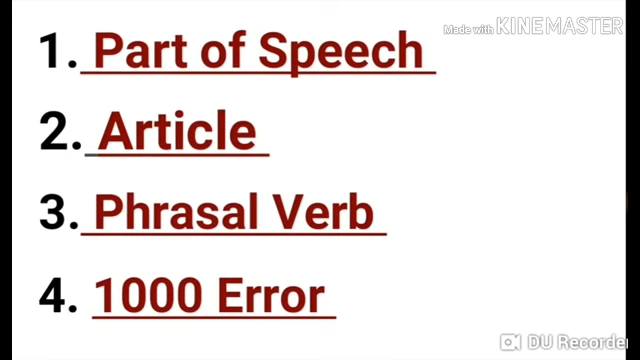 Made with KINEMASTER
1. Part of Speech
2. Article
3. Phrasal Verb
4. 1000 Error
DU Recorder